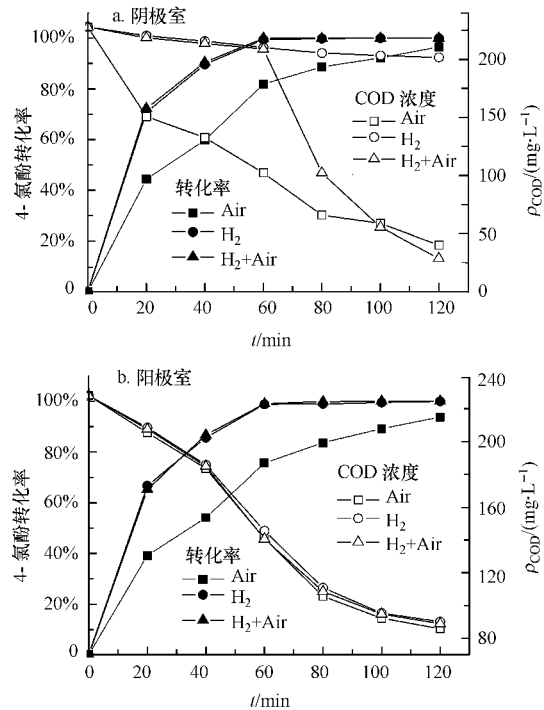 a. 阴极室
100%
80%
60%
40%
20%
0
4-氯酚转化率
200
150
100
50
0
ρCOD/(mg·L⁻¹)
COD 浓度
Air
H₂
H₂+Air
转化率
Air
H₂
H₂+Air
0 20 40 60 80 100 120
t/min
b. 阳极室
100%
80%
60%
40%
20%
0
4-氯酚转化率
240
200
160
120
80
ρCOD/(mg·L⁻¹)
COD 浓度
Air
H₂
H₂+Air
转化率
Air
H₂
H₂+Air
0 20 40 60 80 100 120
t/min